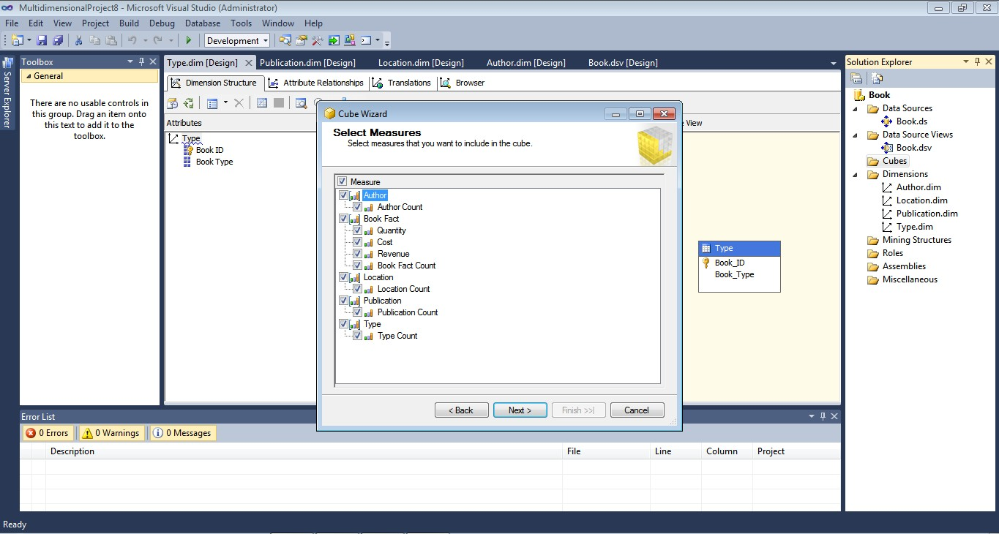 MultidimensionalProject8 - Microsoft Visual Studio (Administrator)
File Edit View Project Build Debug Database Tools Window Help
Development
Server Explorer
Toolbox
General
There are no usable controls in
this group. Drag an item onto
this text to add it to the
toolbox.
Type.dim [Design] Publication.dim [Design] Location.dim [Design] Author.dim [Design] Book.dsv [Design]
Dimension Structure Attribute Relationships Translations Browser
Attributes
Type
Book ID
Book Type
View
Type
Book_ID
Book_Type
Cube Wizard
Select Measures
Select measures that you want to include in the cube.
Measure
Author
Author Count
Book Fact
Quantity
Cost
Revenue
Book Fact Count
Location
Location Count
Publication
Publication Count
Type
Type Count
< Back Next > Finish >>| Cancel
Solution Explorer
Book
Data Sources
Book.ds
Data Source Views
Book.dsv
Cubes
Dimensions
Author.dim
Location.dim
Publication.dim
Type.dim
Mining Structures
Roles
Assemblies
Miscellaneous
Error List
0 Errors 0 Warnings 0 Messages
Description File Line Column Project
Ready